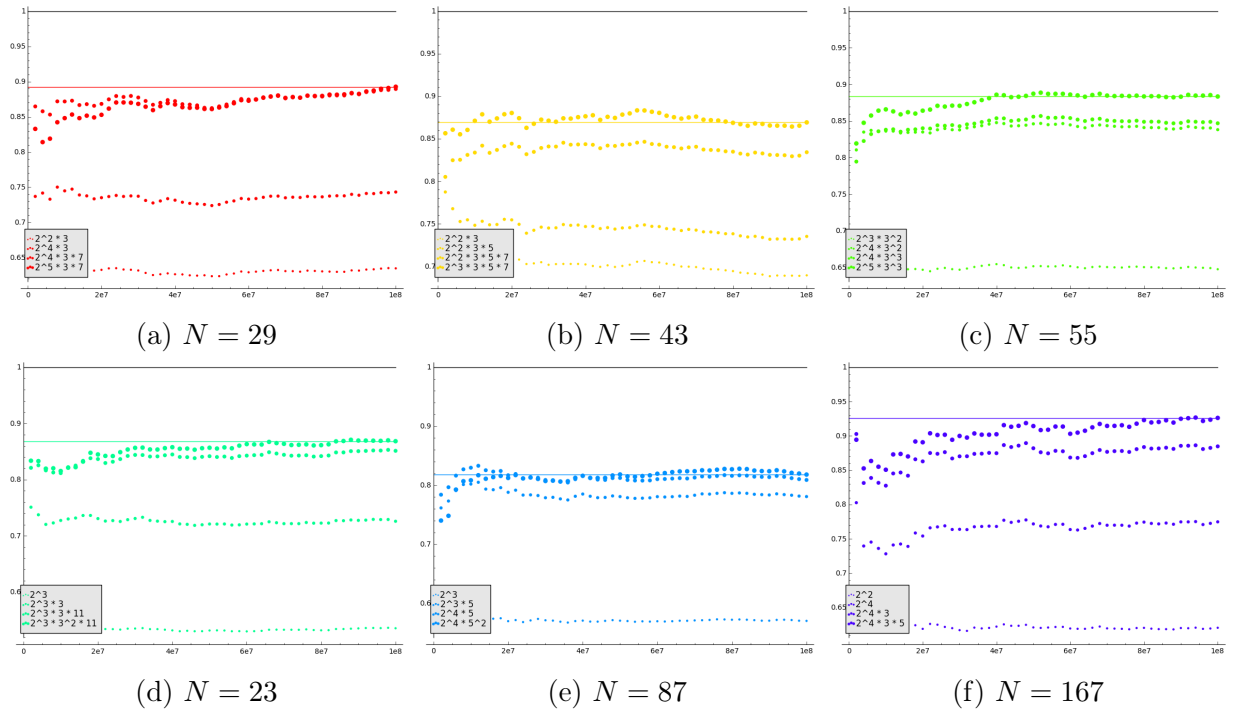 1
0.95
0.9
0.85
0.8
0.75
0.7
0.65
2^2 * 3
2^4 * 3
2^4 * 3 * 7
2^5 * 3 * 7
0
2e7
4e7
6e7
8e7
1e8
(a) N = 29
1
0.95
0.9
0.85
0.8
0.75
0.7
2^2 * 3
2^2 * 3 * 5
2^2 * 3 * 5 * 7
2^3 * 3 * 5 * 7
0
2e7
4e7
6e7
8e7
1e8
(b) N = 43
1
0.95
0.9
0.85
0.8
0.75
0.7
0.65
2^3 * 3^2
2^4 * 3^2
2^4 * 3^3
2^5 * 3^3
0
2e7
4e7
6e7
8e7
1e8
(c) N = 55
1
0.9
0.8
0.7
0.6
2^3
2^3 * 3
2^3 * 3 * 11
2^3 * 3^2 * 11
0
2e7
4e7
6e7
8e7
1e8
(d) N = 23
1
0.9
0.8
0.7
0.6
2^3
2^3 * 5
2^4 * 5
2^4 * 5^2
0
2e7
4e7
6e7
8e7
1e8
(e) N = 87
1
0.95
0.9
0.85
0.8
0.75
0.7
0.65
2^2
2^4
2^4 * 3
2^4 * 3 * 5
0
2e7
4e7
6e7
8e7
1e8
(f) N = 167